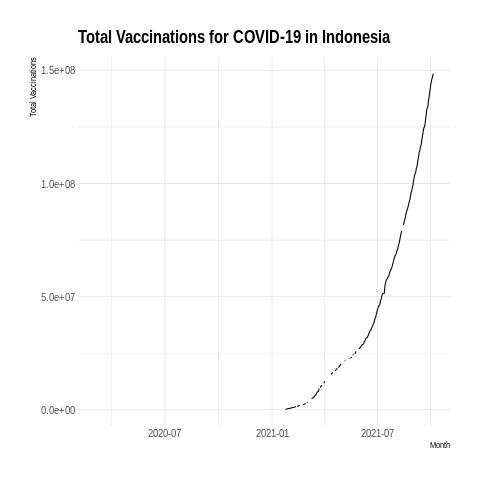 Total Vaccinations for COVID-19 in Indonesia
Total Vaccinations
1.5e+08
1.0e+08
5.0e+07
0.0e+00
2020-07
2021-01
2021-07
Month